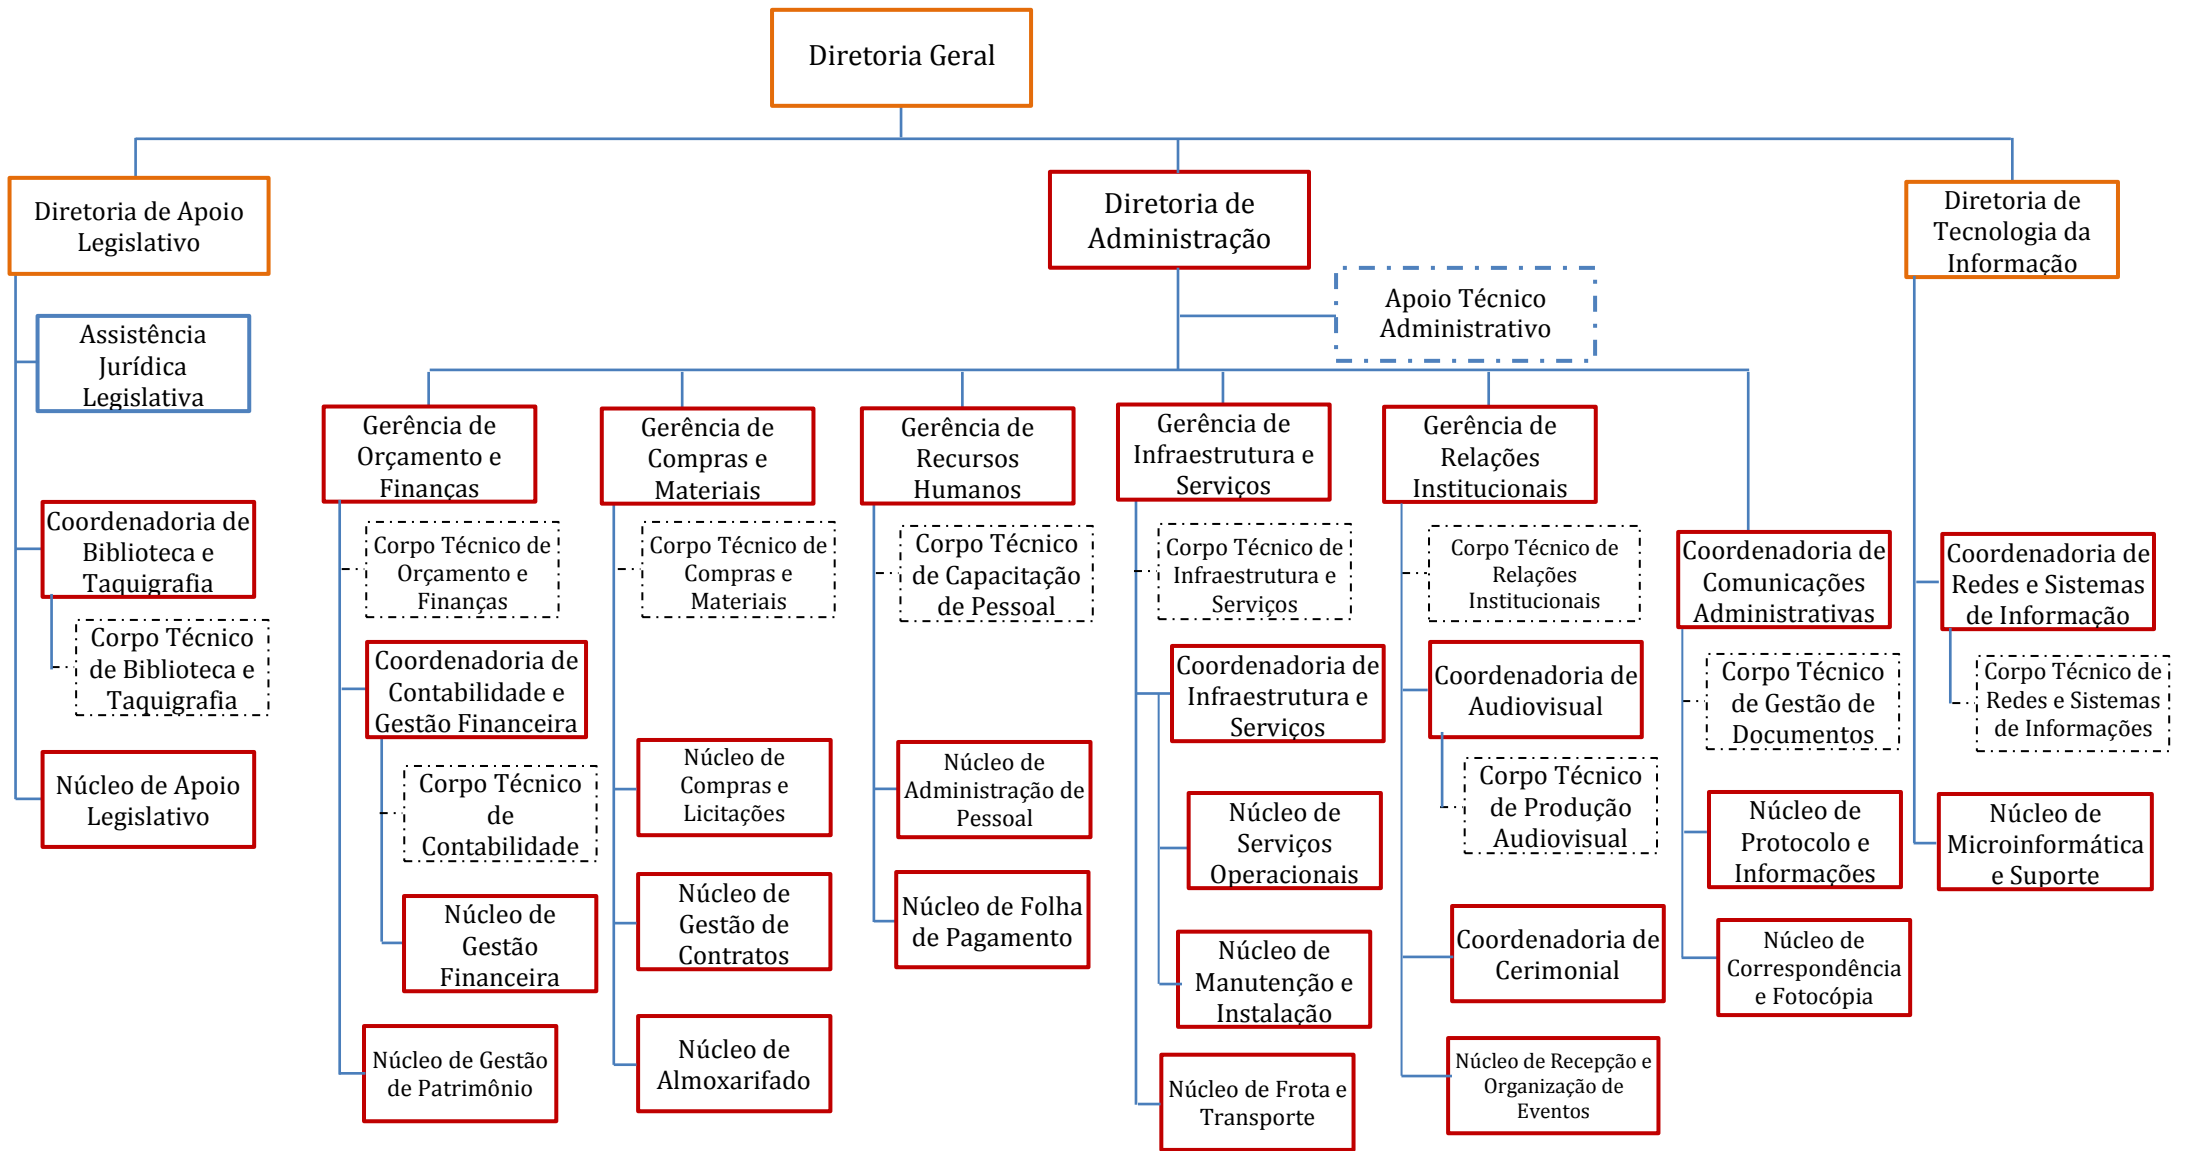 Diretoria Geral
Diretoria de Apoio
Legislativo
Diretoria de
Administração
Diretoria de
Tecnologia da
Informação
Apoio Técnico
Administrativo
Assistência
Jurídica
Legislativa
Coordenadoria de
Biblioteca e
Taquigrafia
Corpo Técnico
de Biblioteca e
Taquigrafia
Núcleo de Apoio
Legislativo
Gerência de
Orçamento e
Finanças
Corpo Técnico de
Orçamento e
Finanças
Coordenadoria de
Contabilidade e
Gestão Financeira
Corpo Técnico
de
Contabilidade
Núcleo de
Gestão
Financeira
Núcleo de Gestão
de Patrimônio
Gerência de
Compras e
Materiais
Corpo Técnico de
Compras e
Materiais
Núcleo de
Compras e
Licitações
Núcleo de
Gestão de
Contratos
Núcleo de
Almoxarifado
Gerência de
Recursos
Humanos
Corpo Técnico
de Capacitação
de Pessoal
Núcleo de
Administração de
Pessoal
Núcleo de Folha
de Pagamento
Gerência de
Infraestrutura e
Serviços
Corpo Técnico de
Infraestrutura e
Serviços
Coordenadoria de
Infraestrutura e
Serviços
Núcleo de
Serviços
Operacionais
Núcleo de
Manutenção e
Instalação
Núcleo de Frota e
Transporte
Gerência de
Relações
Institucionais
Corpo Técnico de
Relações
Institucionais
Coordenadoria de
Audiovisual
Corpo Técnico
de Produção
Audiovisual
Coordenadoria de
Cerimonial
Núcleo de Recepção e
Organização de
Eventos
Coordenadoria de
Comunicações
Administrativas
Corpo Técnico
de Gestão de
Documentos
Núcleo de
Protocolo e
Informações
Núcleo de
Correspondência
e Fotocópia
Coordenadoria de
Redes e Sistemas
de Informação
Corpo Técnico de
Redes e Sistemas
de Informações
Núcleo de
Microinformática
e Suporte